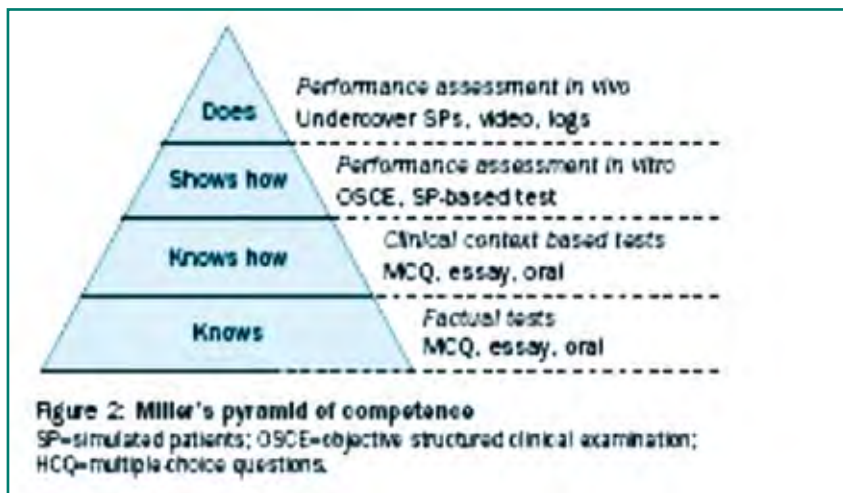 Performance assessment in vivo
Does
Undercover SPs, video, logs
Performance assessment in vitro
Shows how
OSCE, SP-based test
Clinical context based tests
Knows how
MCQ, essay, oral
Factual tests
Knows
MCQ, essay, oral
Figure 2: Miller's pyramid of competence
SP=simulated patients; OSCE=objective structured clinical examination;
MCQ=multiple choice questions.